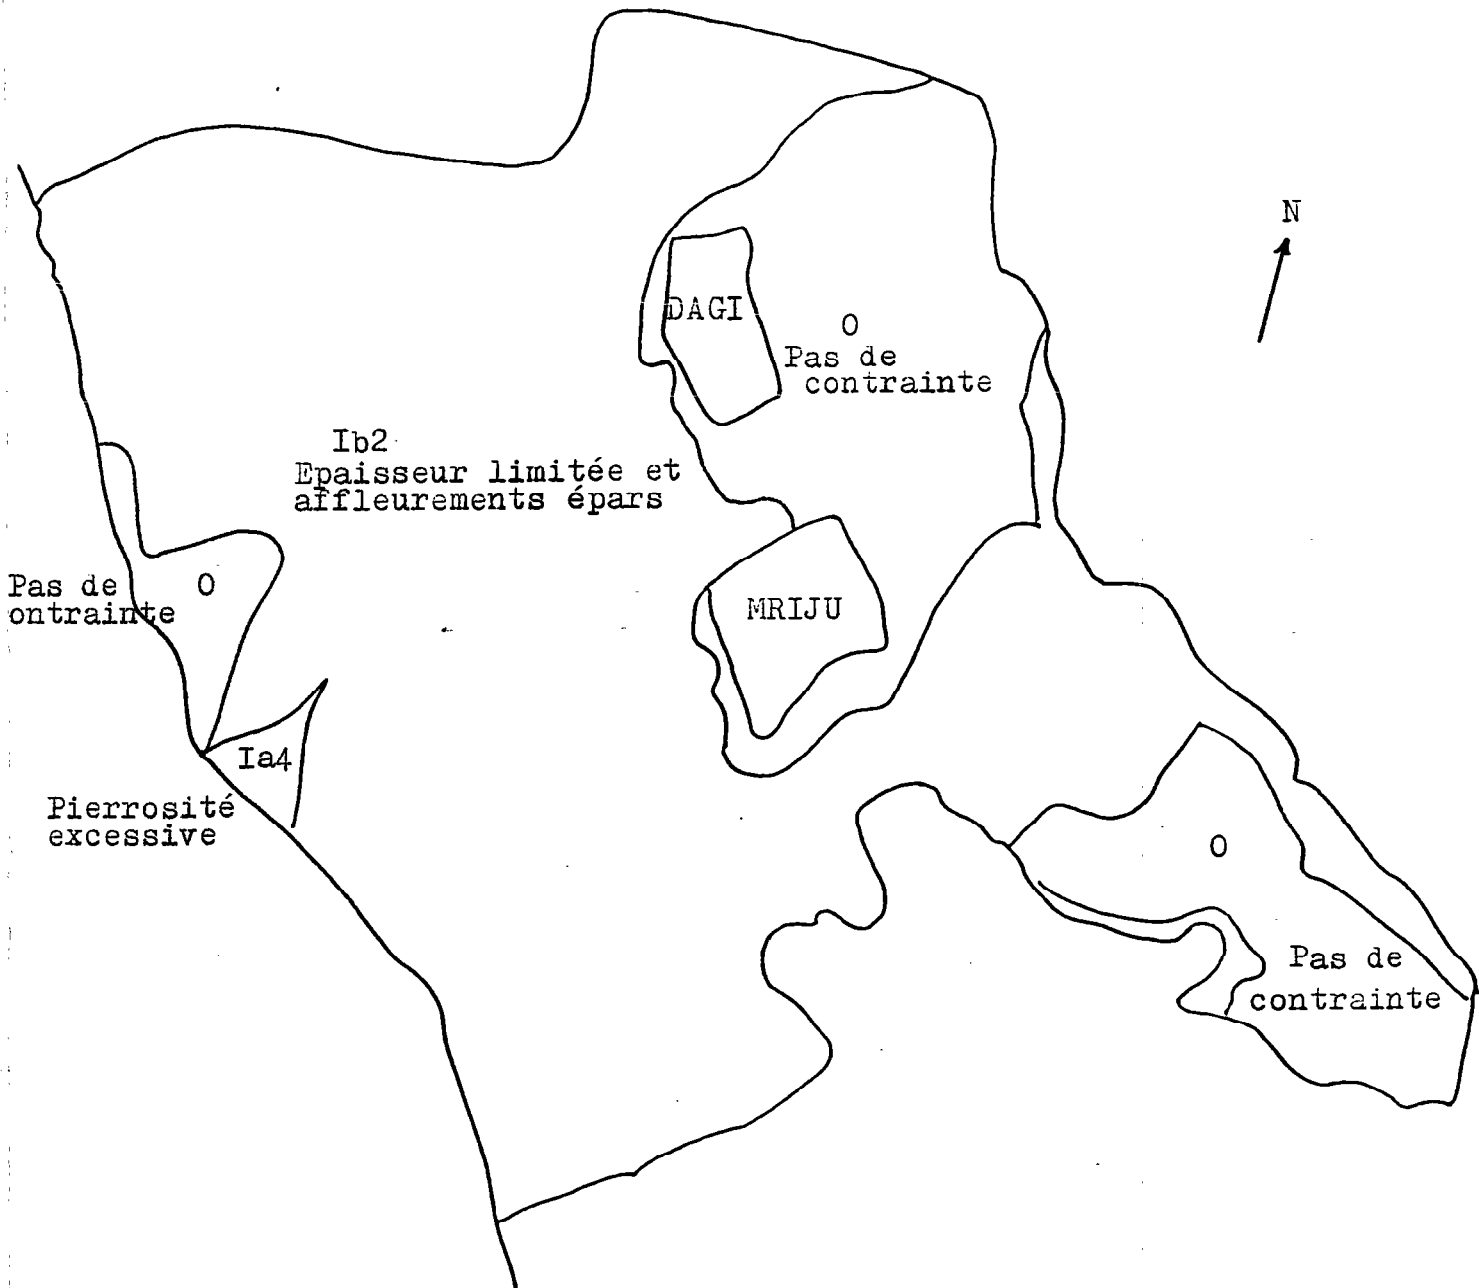 N
DAGI
O
Pas de
contrainte
Ib2
Epaisseur limitée et
affleurements épars
Pas de
ontrainte
O
MRIJU
Ia4
Pierrosité
excessive
O
Pas de
contrainte